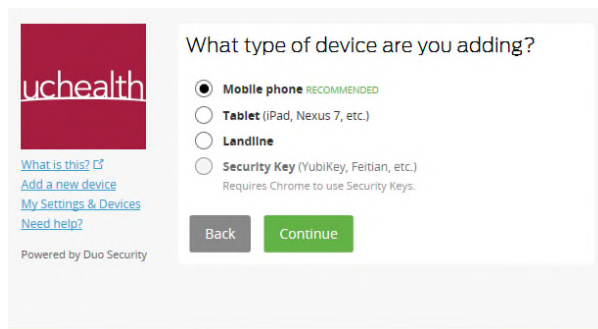 uchealth
What is this?
Add a new device
My Settings & Devices
Need help?
Powered by Duo Security
What type of device are you adding?
Mobile phone RECOMMENDED
Tablet (iPad, Nexus 7, etc.)
Landline
Security Key (YubiKey, Feitian, etc.)
Requires Chrome to use Security Keys.
Back
Continue